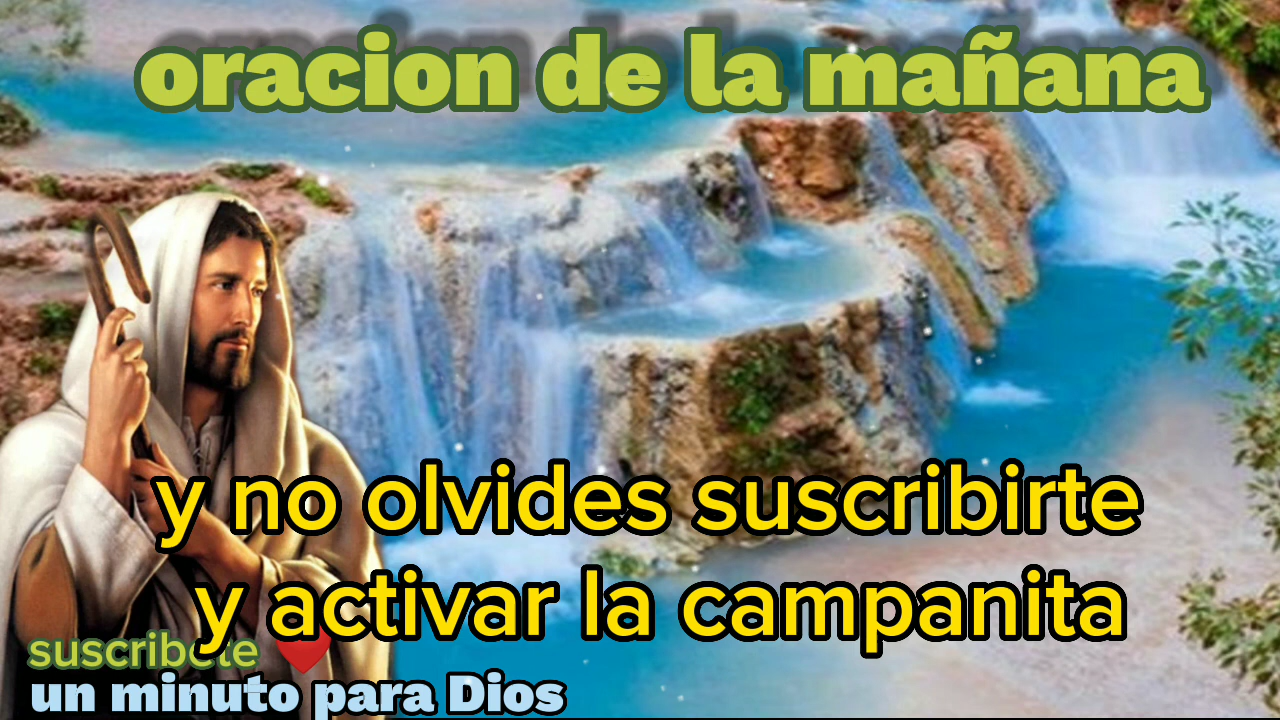 oracion de la mañana
y no olvides suscribirte
y activar la campanita
suscribete ❤️
un minuto para Dios